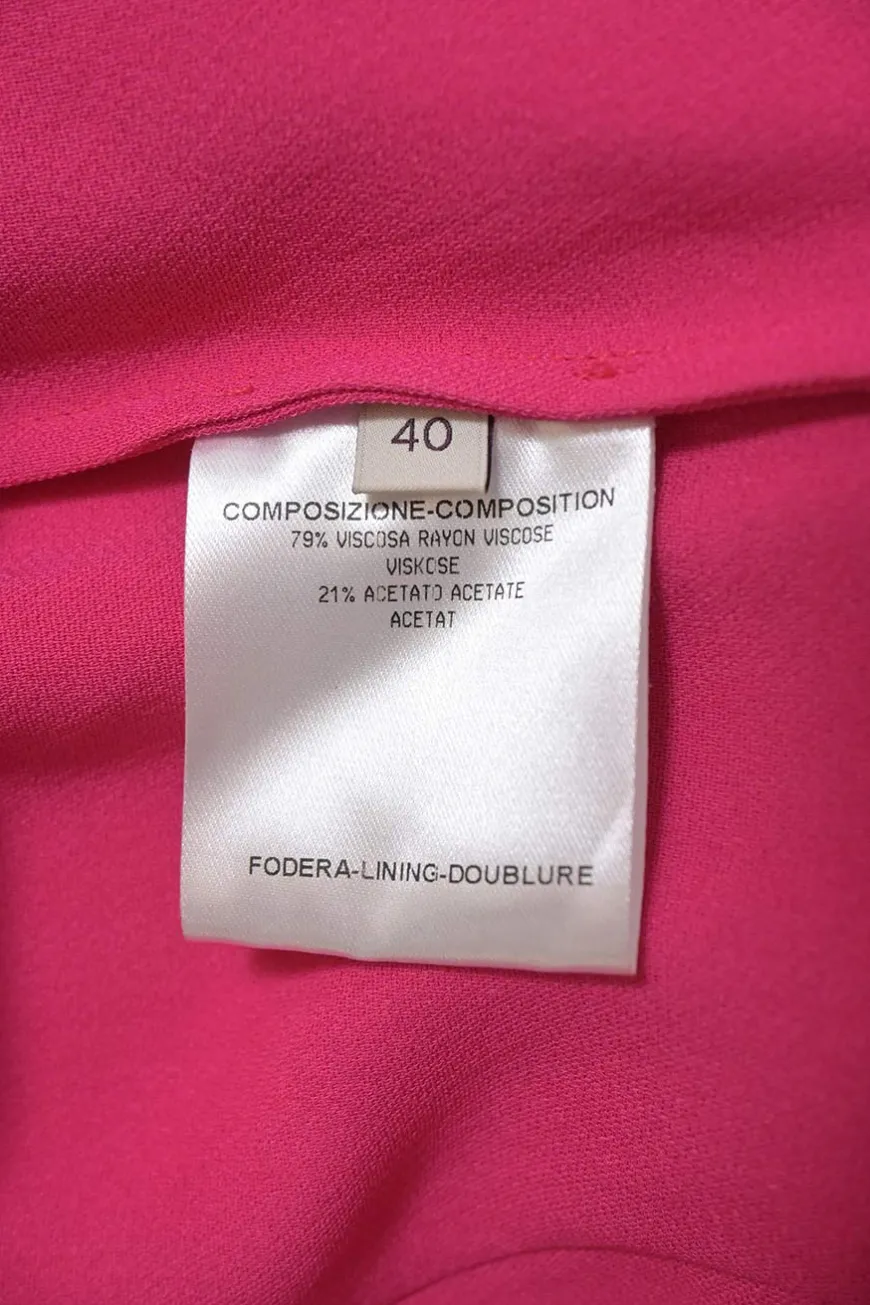 40
COMPOSIZIONE-COMPOSITION
79% VISCOSA RAYON VISCOSE
VISKOSE
21% ACETATO ACETATE
ACETAT
FODERA-LINING-DOUBLURE